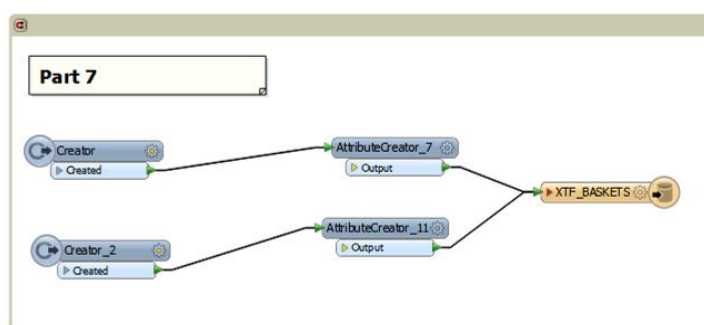 Part 7
Creator
Created
AttributeCreator_7
Output
XTF_BASKETS
Creator_2
Created
AttributeCreator_11
Output